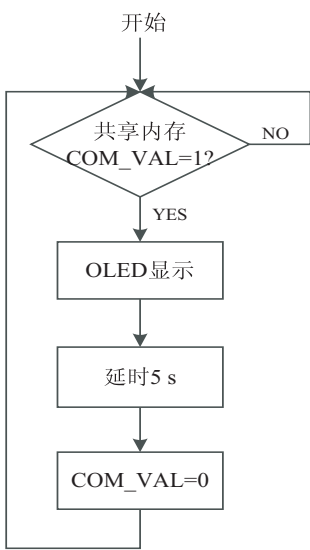 开始
共享内存
COM_VAL=1?
NO
YES
OLED显示
延时5 s
COM_VAL=0